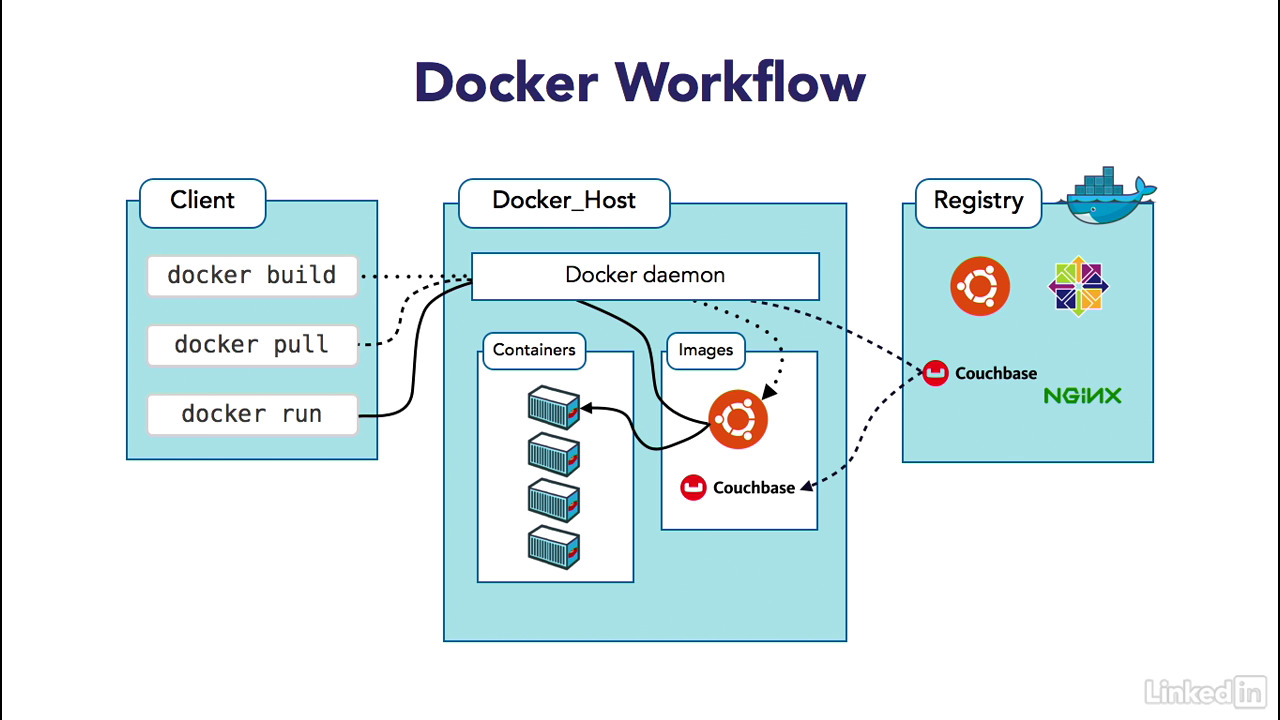 Docker Workflow
Client
Docker_Host
Registry
docker build
docker pull
docker run
Docker daemon
Containers
Images
Couchbase
Couchbase
NGINX
LinkedIn